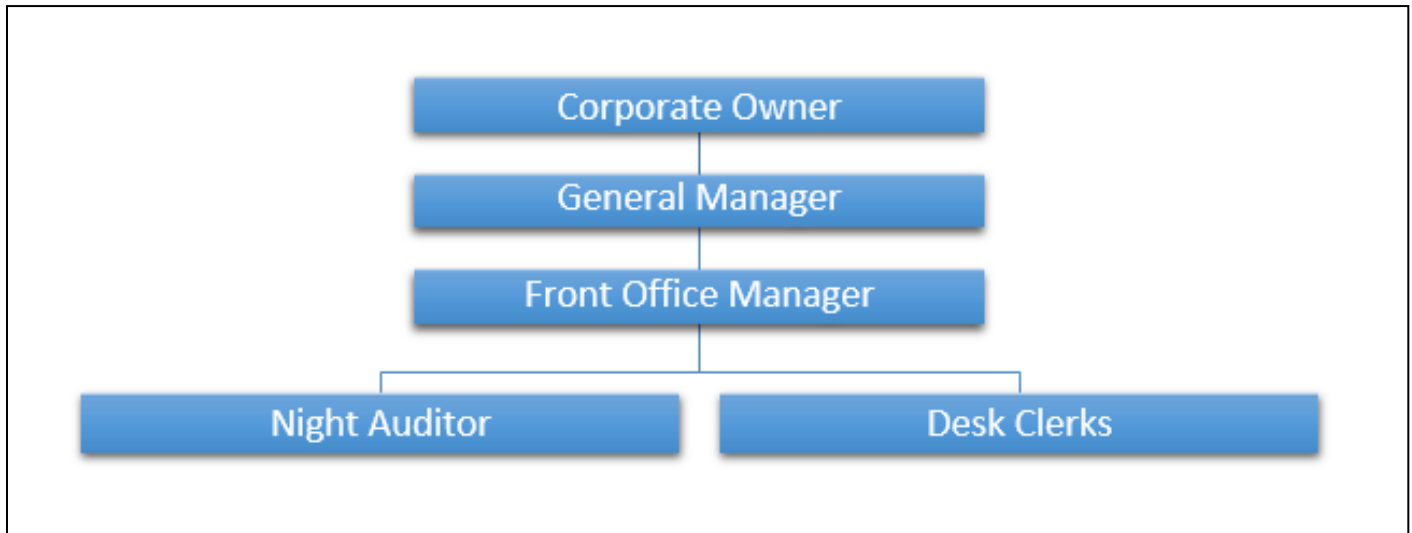 Corporate Owner
General Manager
Front Office Manager
Night Auditor
Desk Clerks